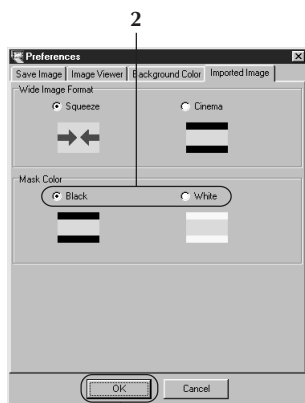 2
Preferences
Save Image Image Viewer Background Color Imported Image
Wide Image Format
Squeeze Cinema
Mask Color
Black White
OK Cancel